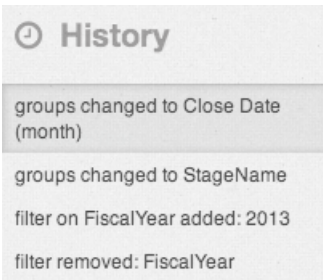 History
groups changed to Close Date
(month)
groups changed to StageName
filter on FiscalYear added: 2013
filter removed: FiscalYear